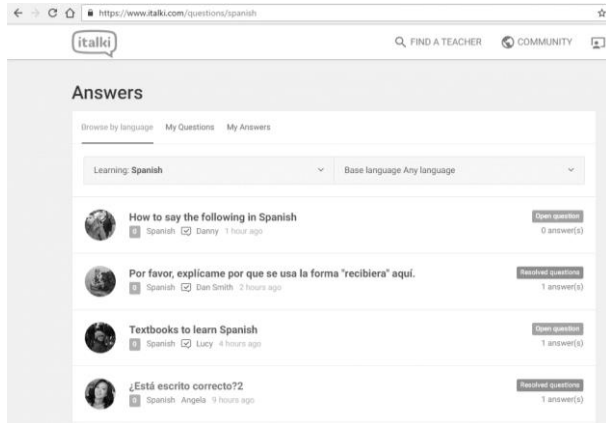 https://www.italki.com/questions/spanish
italki
FIND A TEACHER
COMMUNITY
Answers
Browse by language My Questions My Answers
Learning: Spanish
Base language Any language
How to say the following in Spanish
Open question
0 Spanish Danny 1 hour ago
0 answer(s)
Por favor, explícame por que se usa la forma "recibiera" aquí.
Resolved questions
0 Spanish Dan Smith 2 hours ago
1 answer(s)
Textbooks to learn Spanish
Open question
0 Spanish Lucy 4 hours ago
1 answer(s)
¿Está escrito correcto?2
Resolved questions
0 Spanish Angela 9 hours ago
1 answer(s)